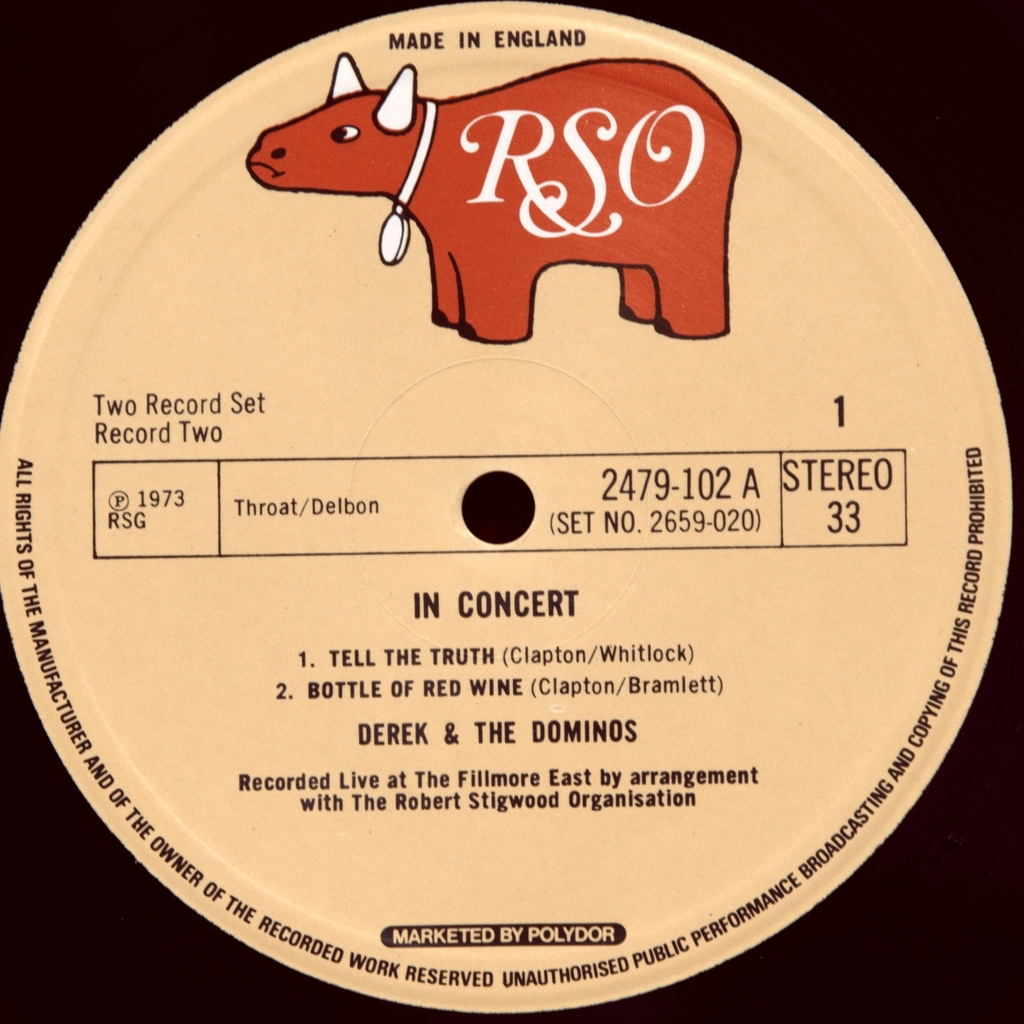 MADE IN ENGLAND
RSO
Two Record Set
Record Two
1
Ⓟ 1973
RSG
Throat/Delbon
2479-102 A
(SET NO. 2659-020)
STEREO
33
IN CONCERT
1. TELL THE TRUTH (Clapton/Whitlock)
2. BOTTLE OF RED WINE (Clapton/Bramlett)
DEREK & THE DOMINOS
Recorded Live at The Fillmore East by arrangement
with The Robert Stigwood Organisation
MARKETED BY POLYDOR
ALL RIGHTS OF THE MANUFACTURER AND OF THE OWNER OF THE RECORDED WORK RESERVED UNAUTHORISED PUBLIC PERFORMANCE BROADCASTING AND COPYING OF THIS RECORD PROHIBITED